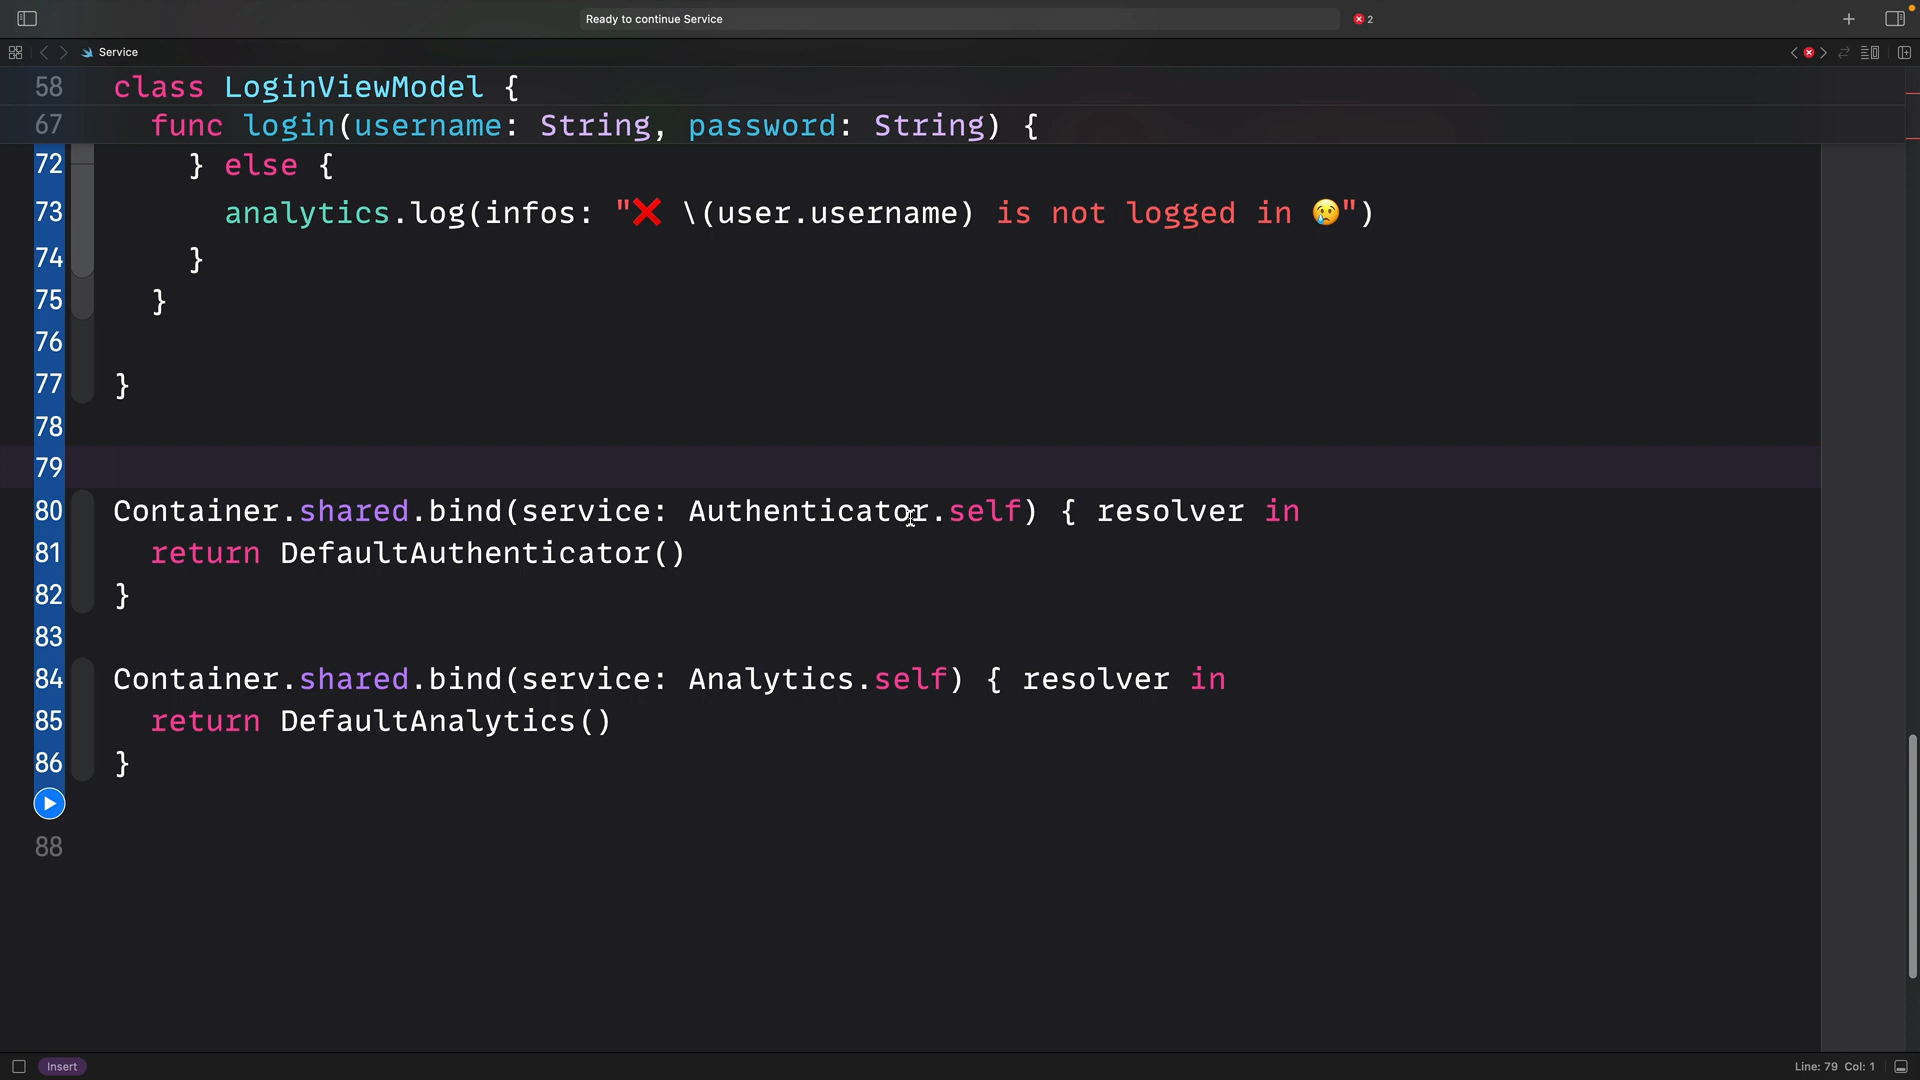 Ready to continue Service
2
Service
58 class LoginViewModel {
67 func login(username: String, password: String) {
72 } else {
73 analytics.log(infos: "❌ \(user.username) is not logged in 😢")
74 }
75 }
76
77 }
78
79
80 Container.shared.bind(service: Authenticator.self) { resolver in
81 return DefaultAuthenticator()
82 }
83
84 Container.shared.bind(service: Analytics.self) { resolver in
85 return DefaultAnalytics()
86 }
88
Insert
Line: 79 Col: 1